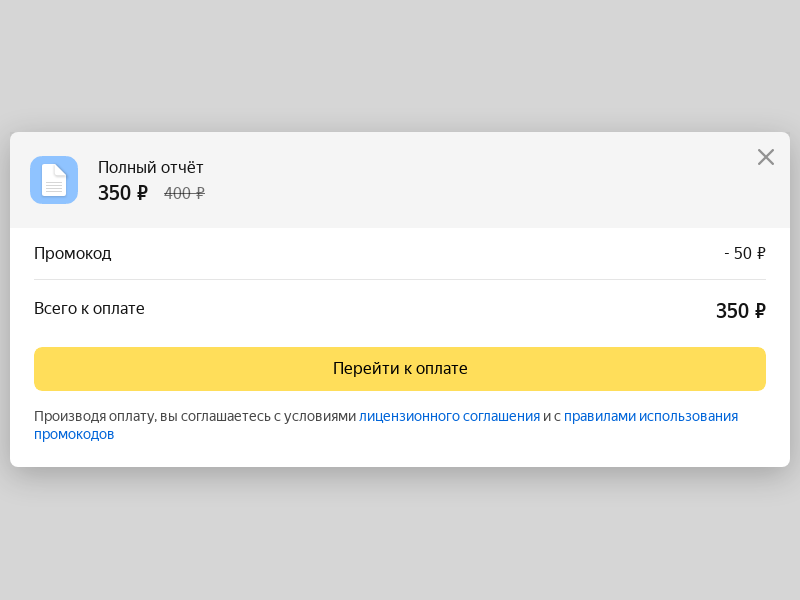 Полный отчёт
350 ₽ 400 ₽
Промокод - 50 ₽
Всего к оплате 350 ₽
Перейти к оплате
Производя оплату, вы соглашаетесь с условиями лицензионного соглашения и с правилами использования
промокодов